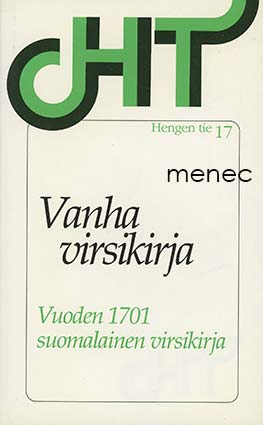 HT
Hengen tie 17
menec
Vanha
virsikirja
Vuoden 1701
suomalainen virsikirja